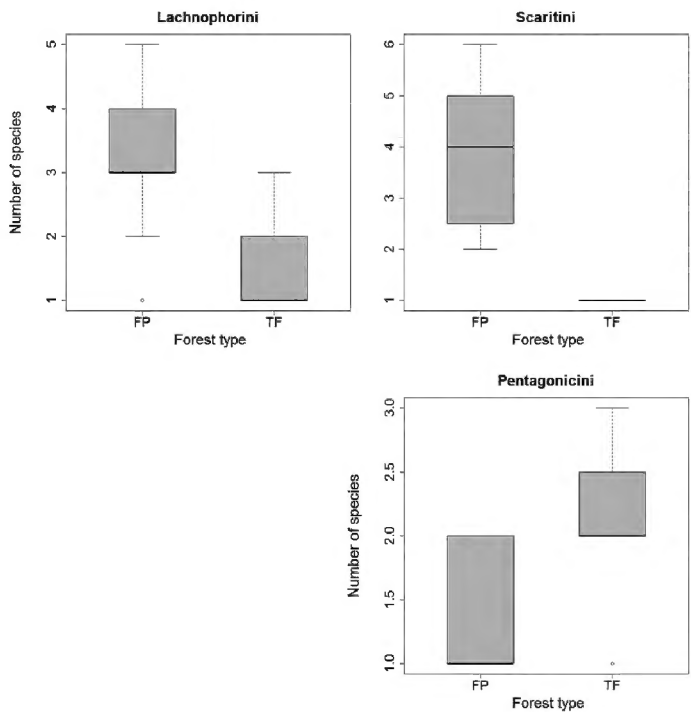 Lachnophorini
Number of species
5
4
3
2
1
FP TF
Forest type
Scaritini
6
5
4
3
2
1
FP TF
Forest type
Pentagonicini
Number of species
3.0
2.5
2.0
1.5
1.0
FP TF
Forest type